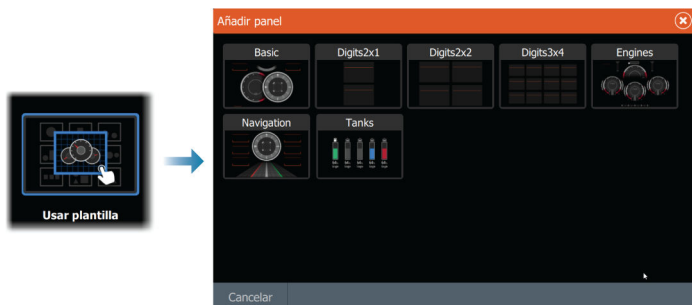 Añadir panel
Basic
Digits2x1
Digits2x2
Digits3x4
Engines
Navigation
Tanks
Usar plantilla
Cancelar